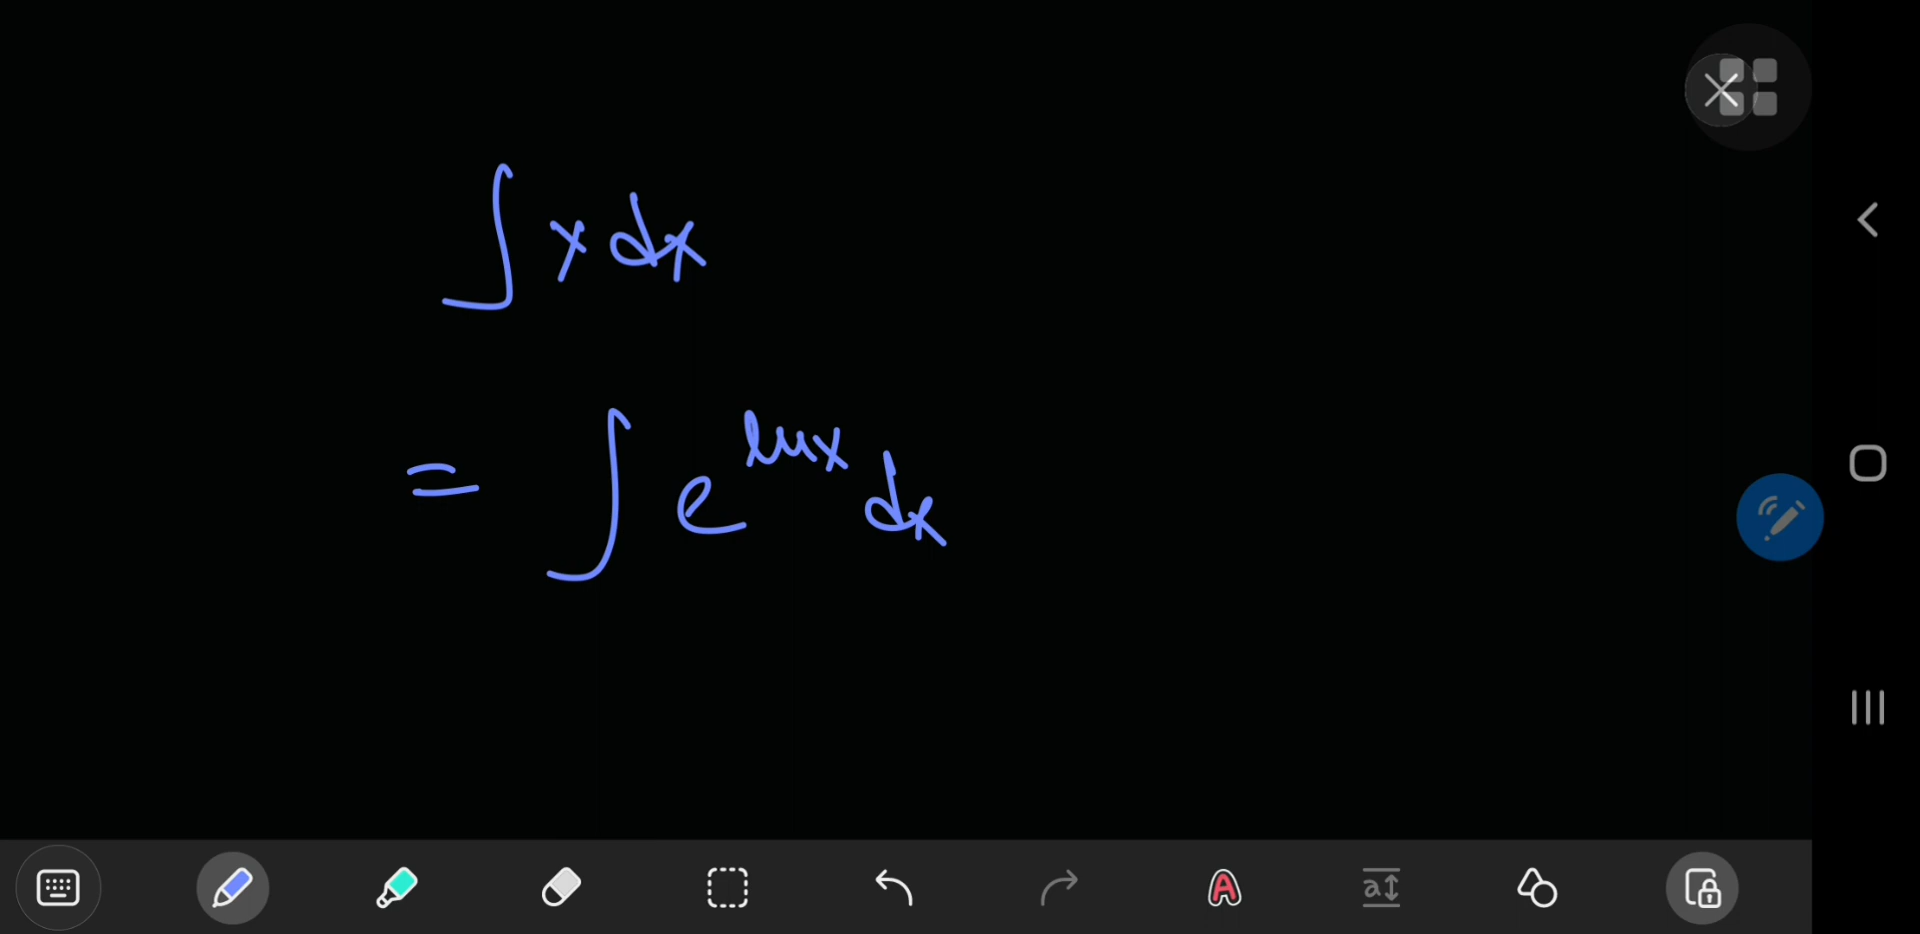 ∫ x dx
= ∫ e^{ln x} dx